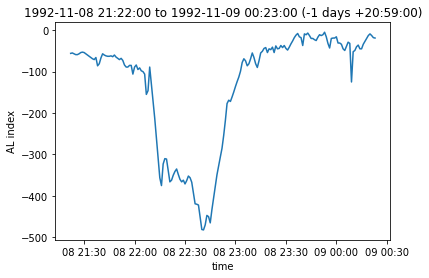 1992-11-08 21:22:00 to 1992-11-09 00:23:00 (-1 days +20:59:00)
0
−100
−200
−300
−400
−500
AL index
08 21:30 08 22:00 08 22:30 08 23:00 08 23:30 09 00:00 09 00:30
time